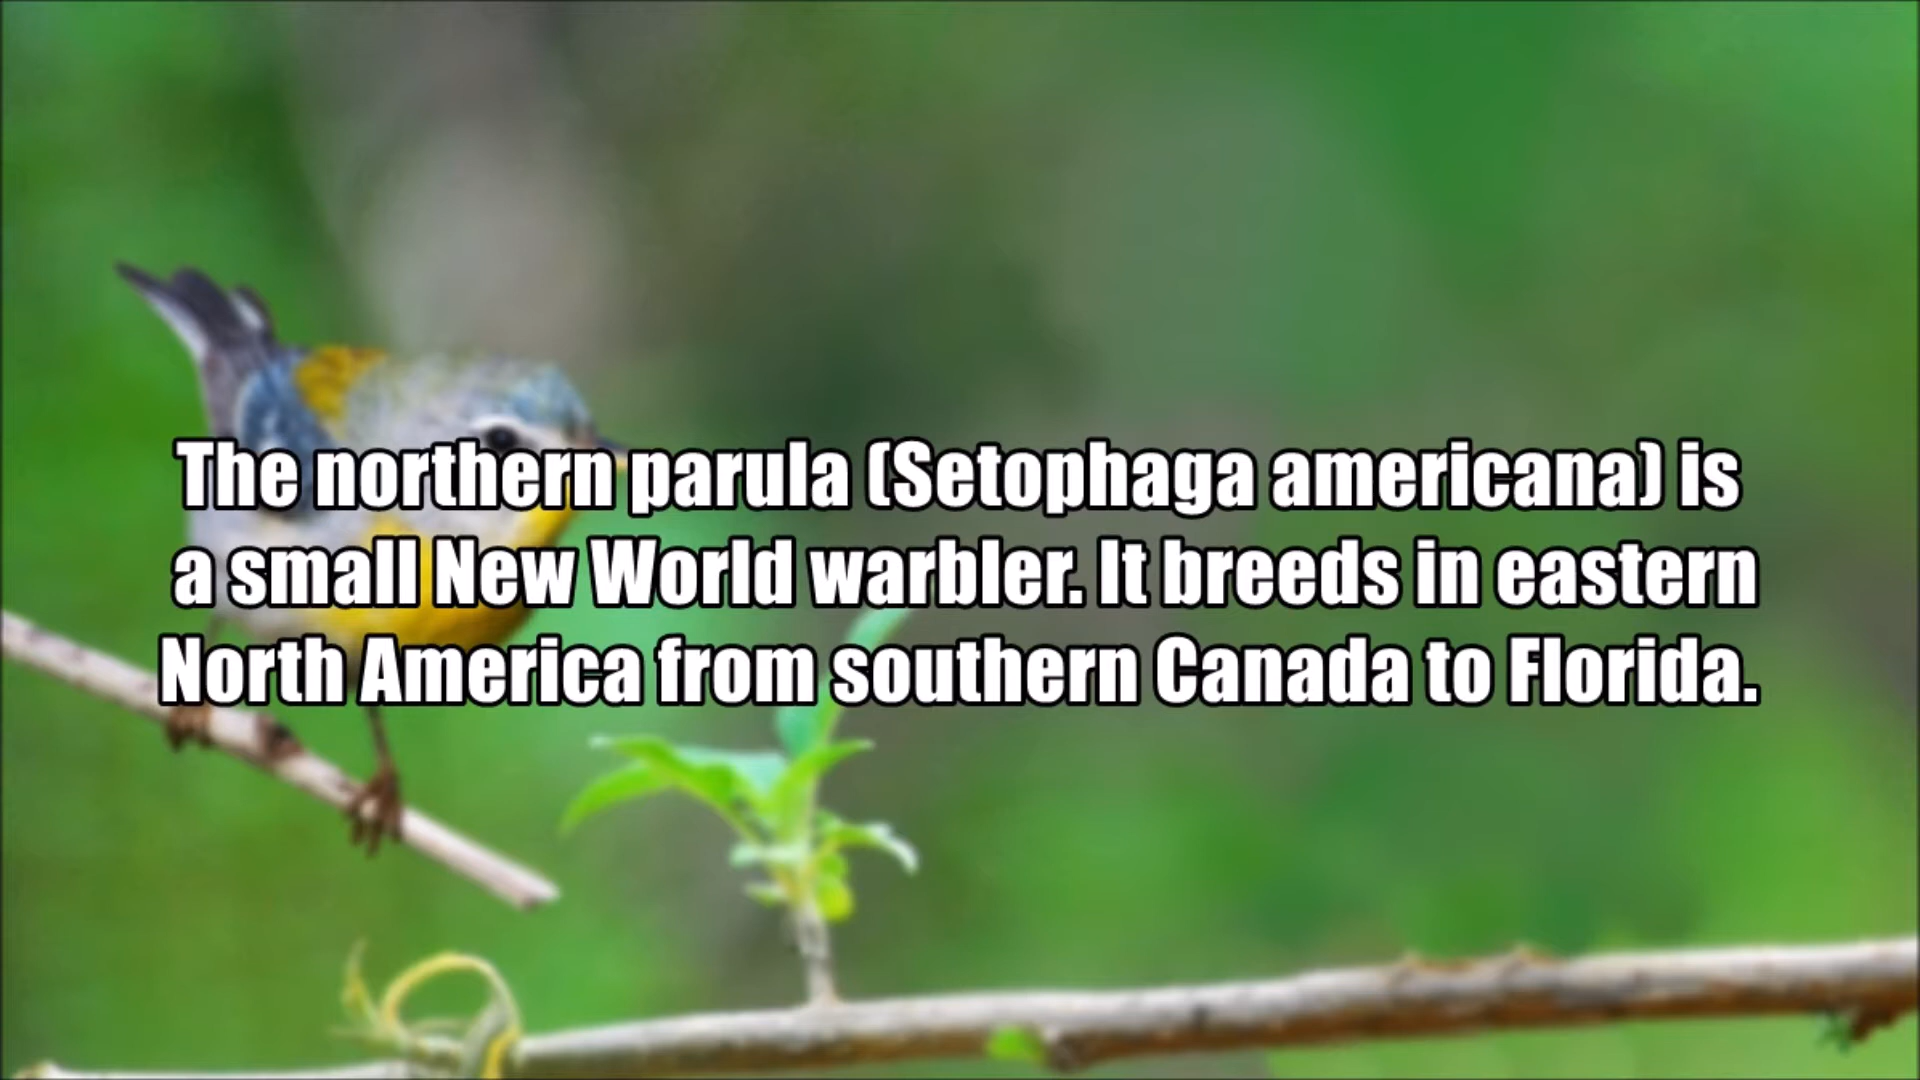 The northern parula (Setophaga americana) is
a small New World warbler. It breeds in eastern
North America from southern Canada to Florida.